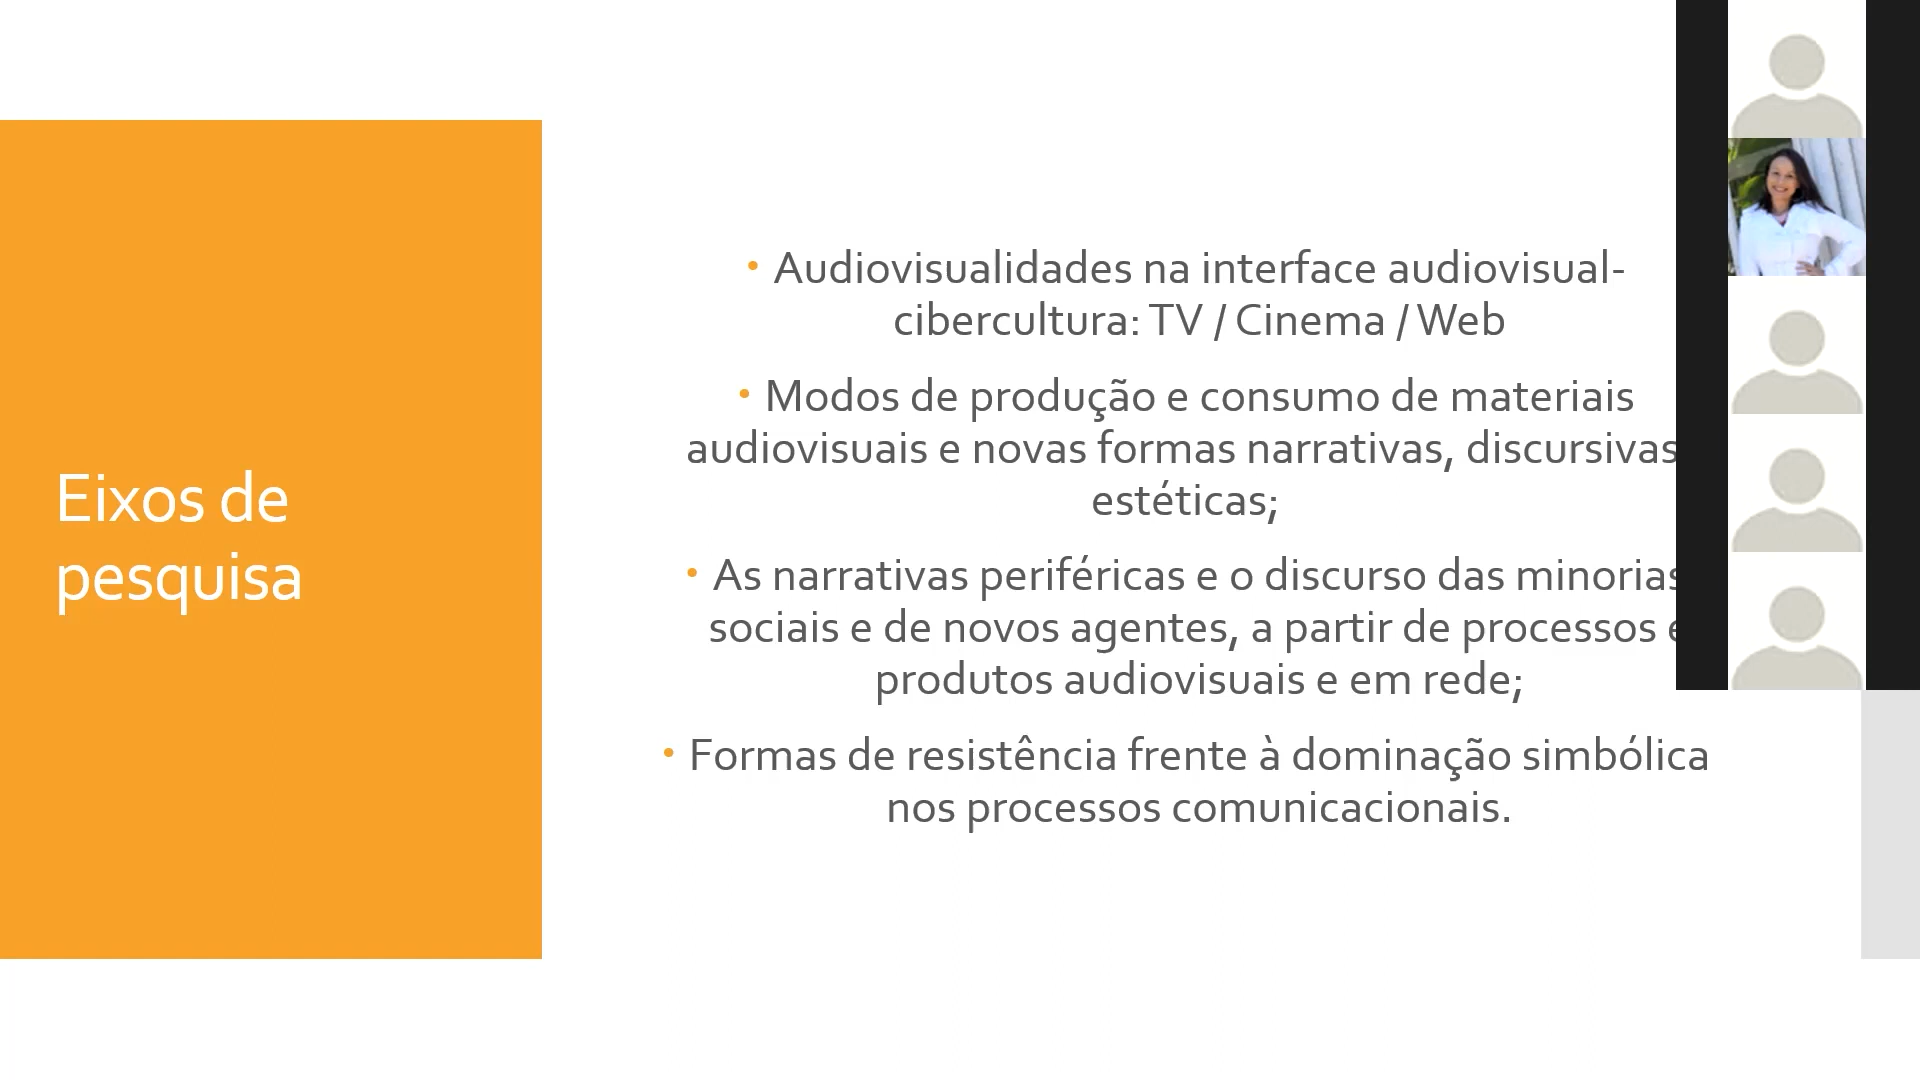 Eixos de
pesquisa
• Audiovisualidades na interface audiovisual-
cibercultura: TV / Cinema / Web
• Modos de produção e consumo de materiais
audiovisuais e novas formas narrativas, discursivas
estéticas;
• As narrativas periféricas e o discurso das minorias
sociais e de novos agentes, a partir de processos e
produtos audiovisuais e em rede;
• Formas de resistência frente à dominação simbólica
nos processos comunicacionais.